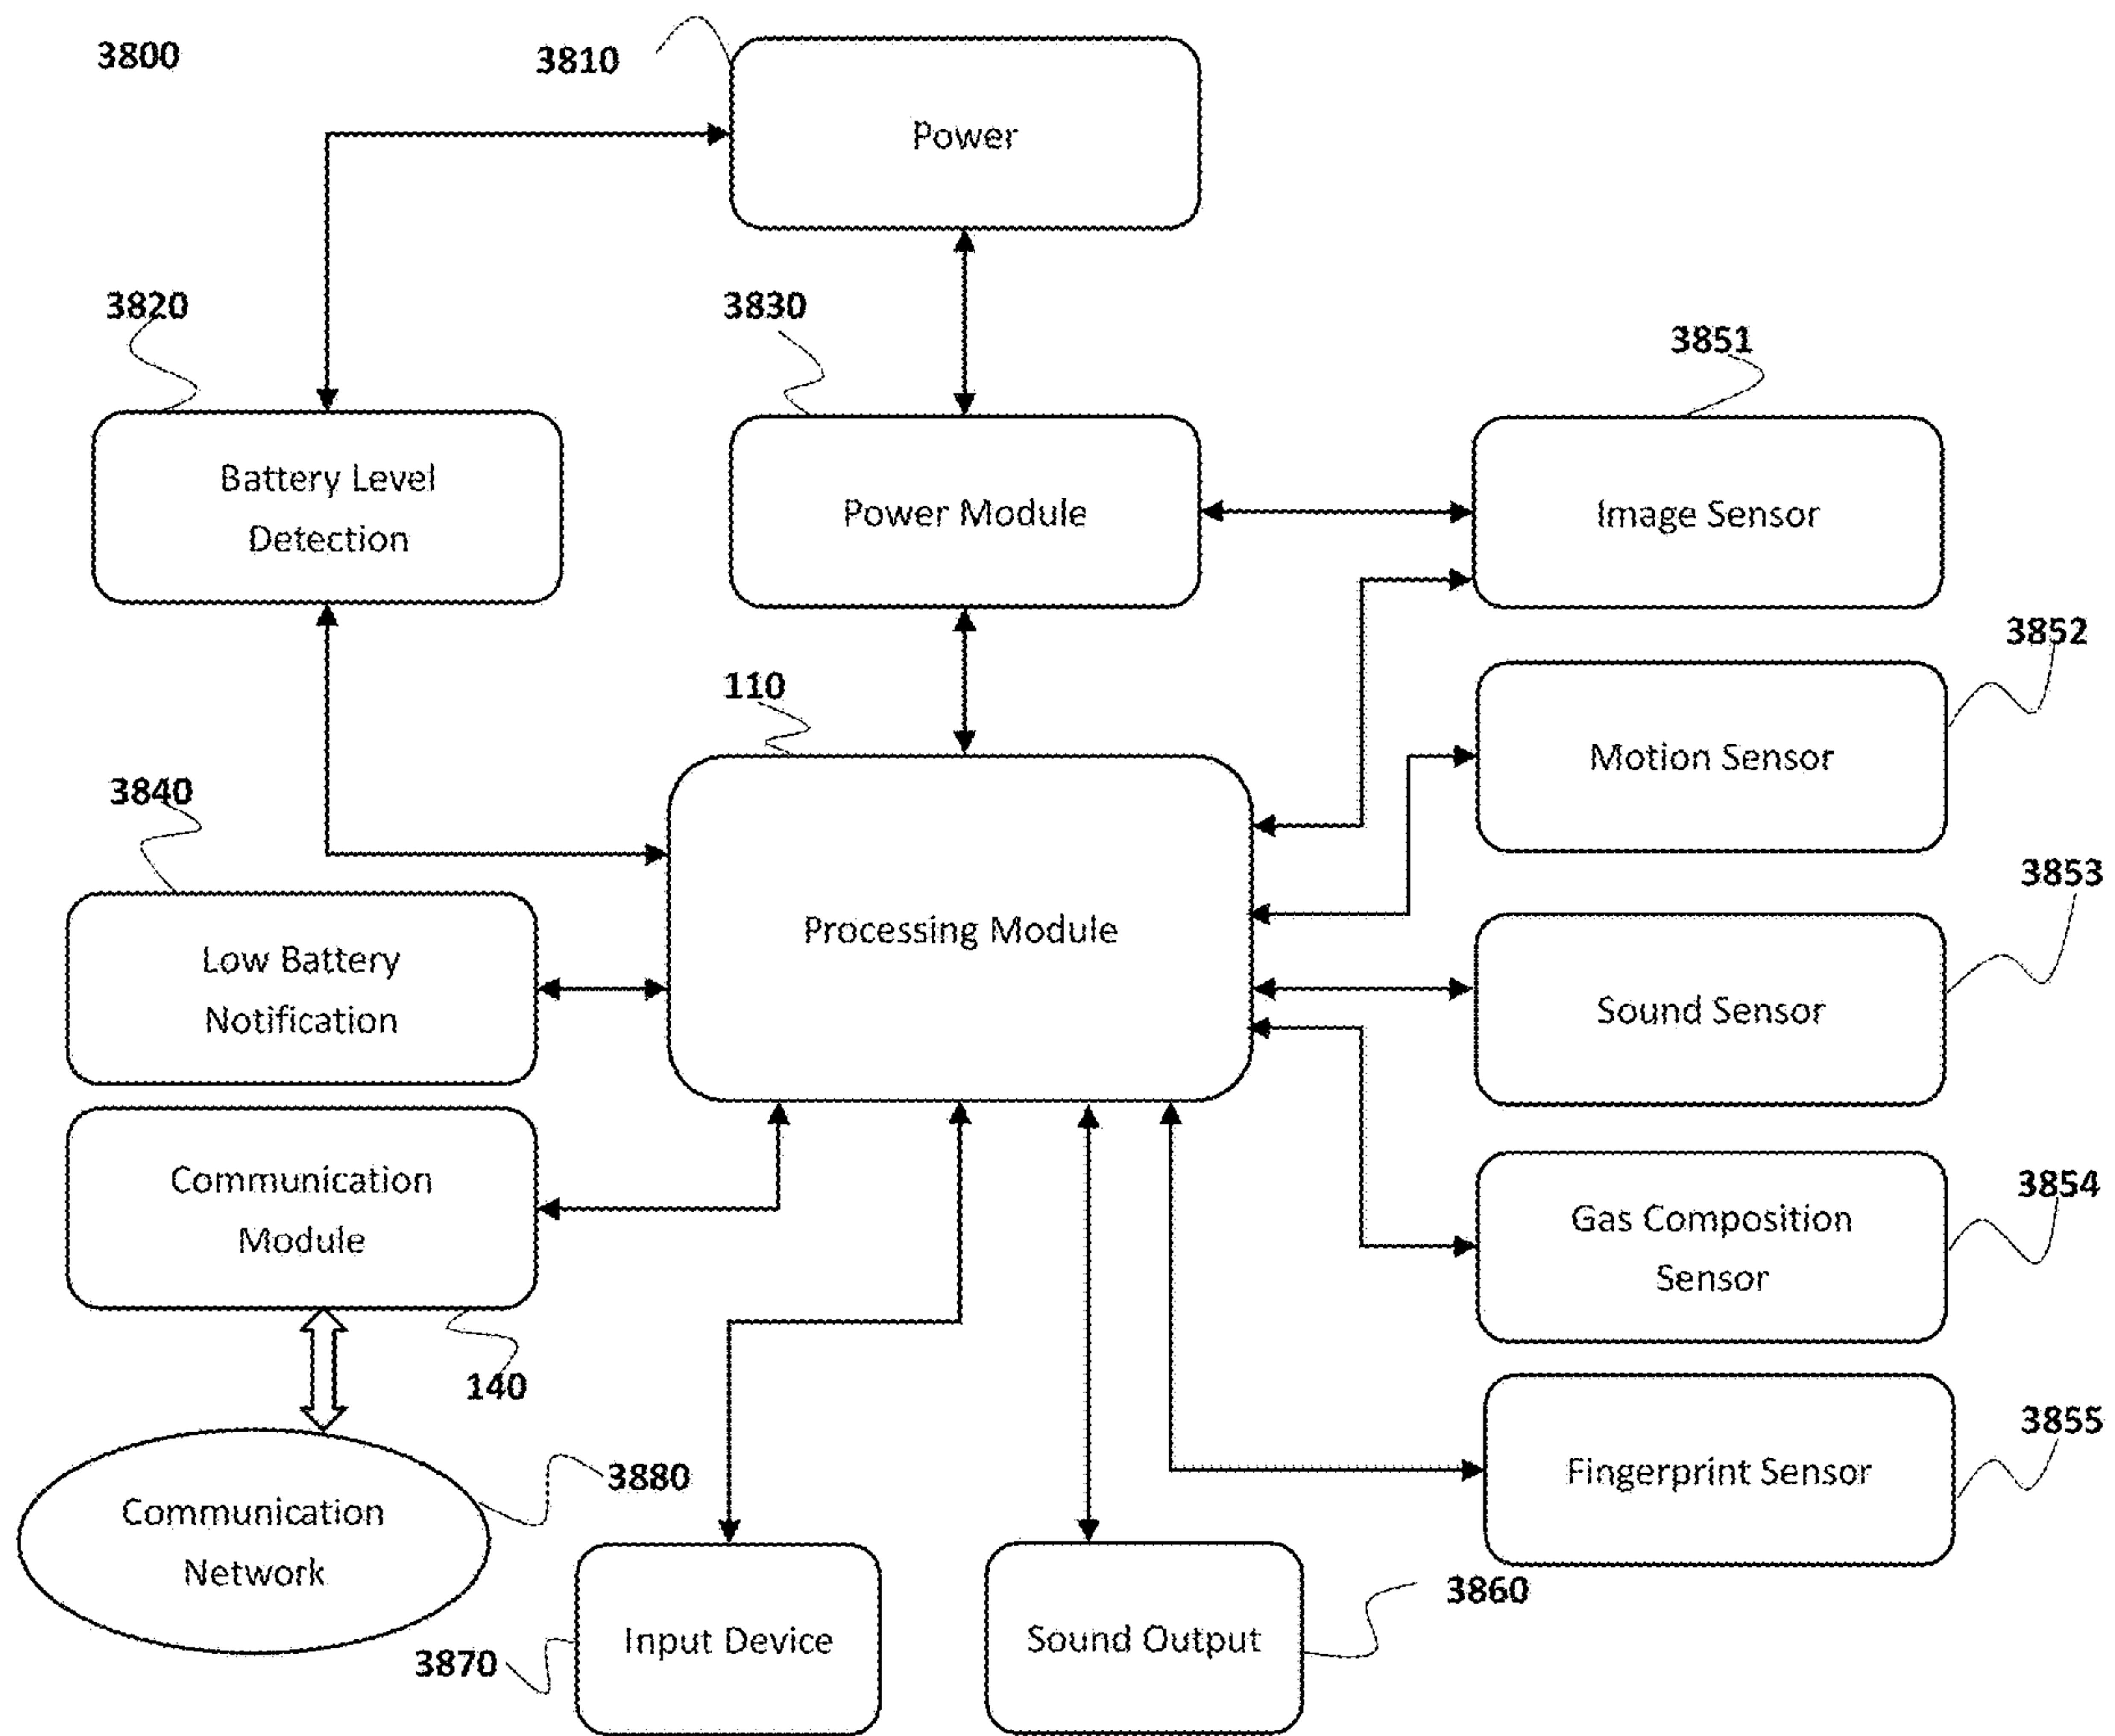 3800
3810
Power
3820
3830
3851
Battery Level
Detection
Power Module
Image Sensor
3852
110
Motion Sensor
3840
3853
Processing Module
Low Battery
Notification
Sound Sensor
Communication
Module
3854
Gas Composition
Sensor
140
3855
3880
Fingerprint Sensor
Communication
Network
3860
Input Device
Sound Output
3870